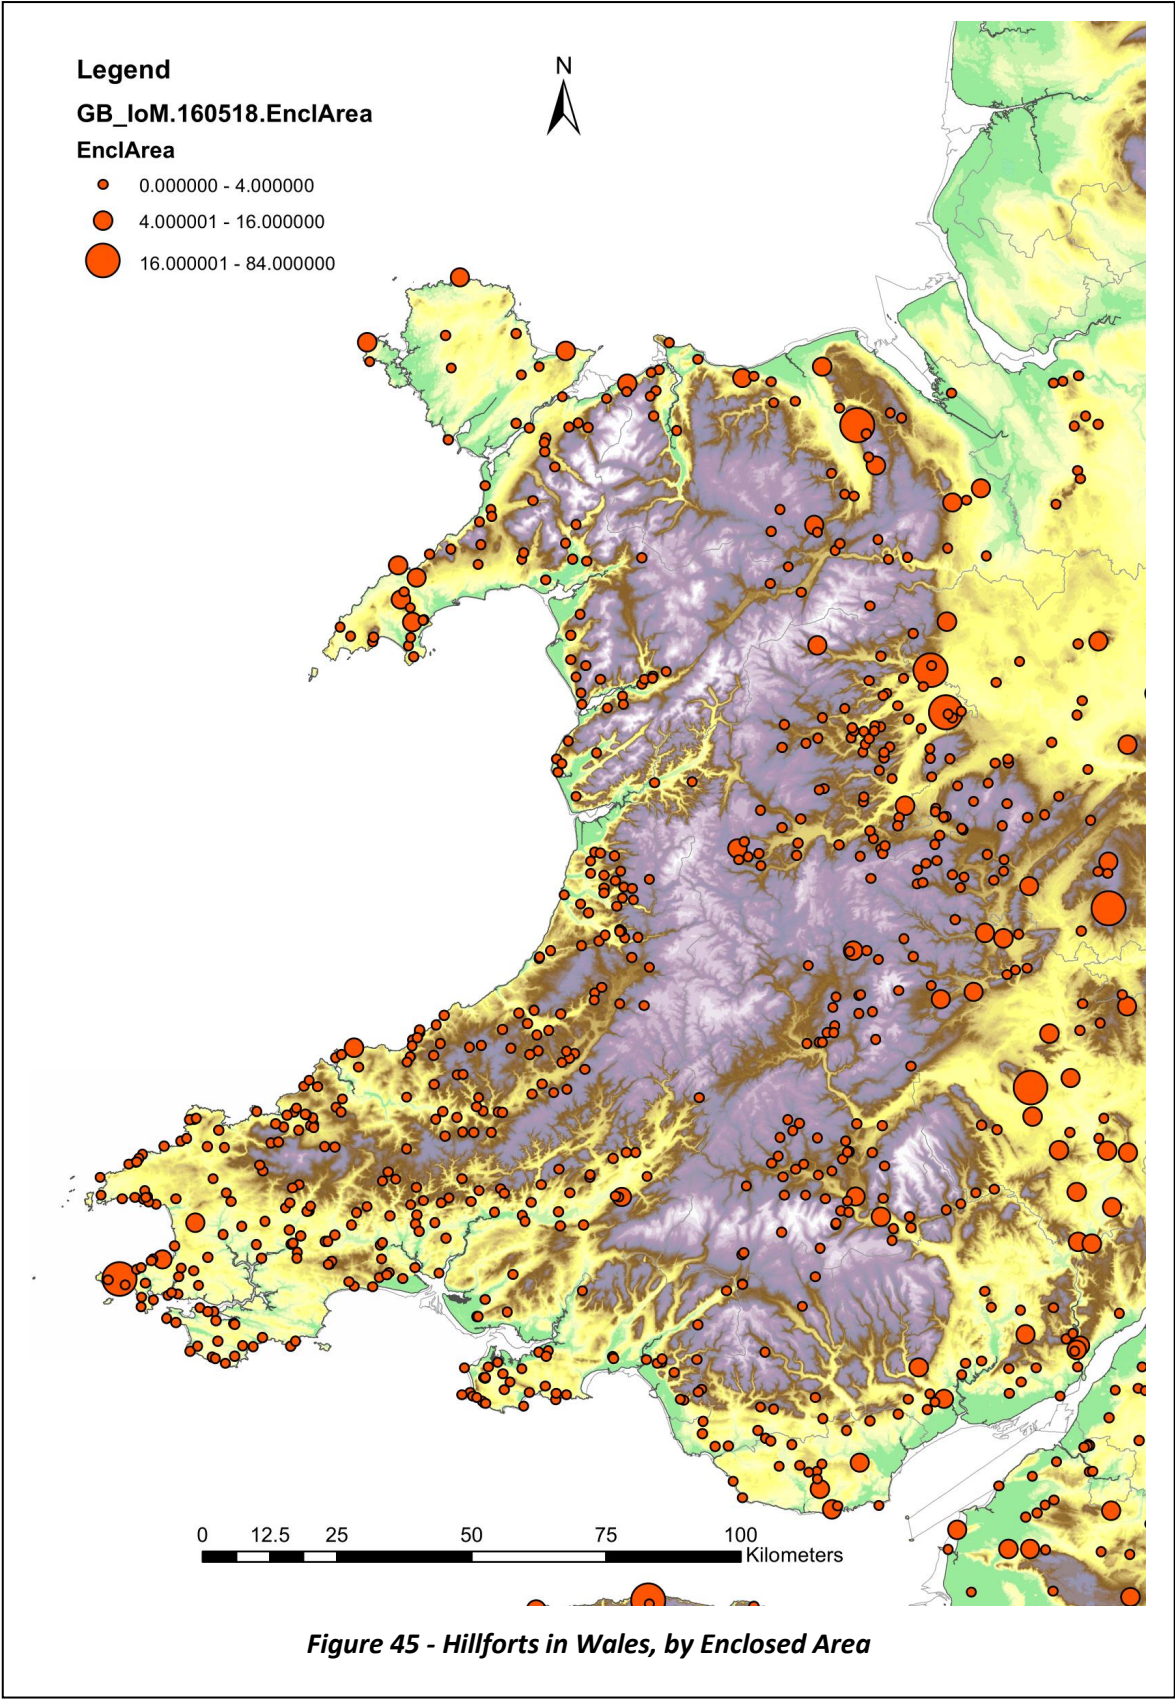 Legend
GB_IoM.160518.EnclArea
EnclArea
0.000000 - 4.000000
4.000001 - 16.000000
16.000001 - 84.000000
N
0 12.5 25 50 75 100
Kilometers
Figure 45 - Hillforts in Wales, by Enclosed Area